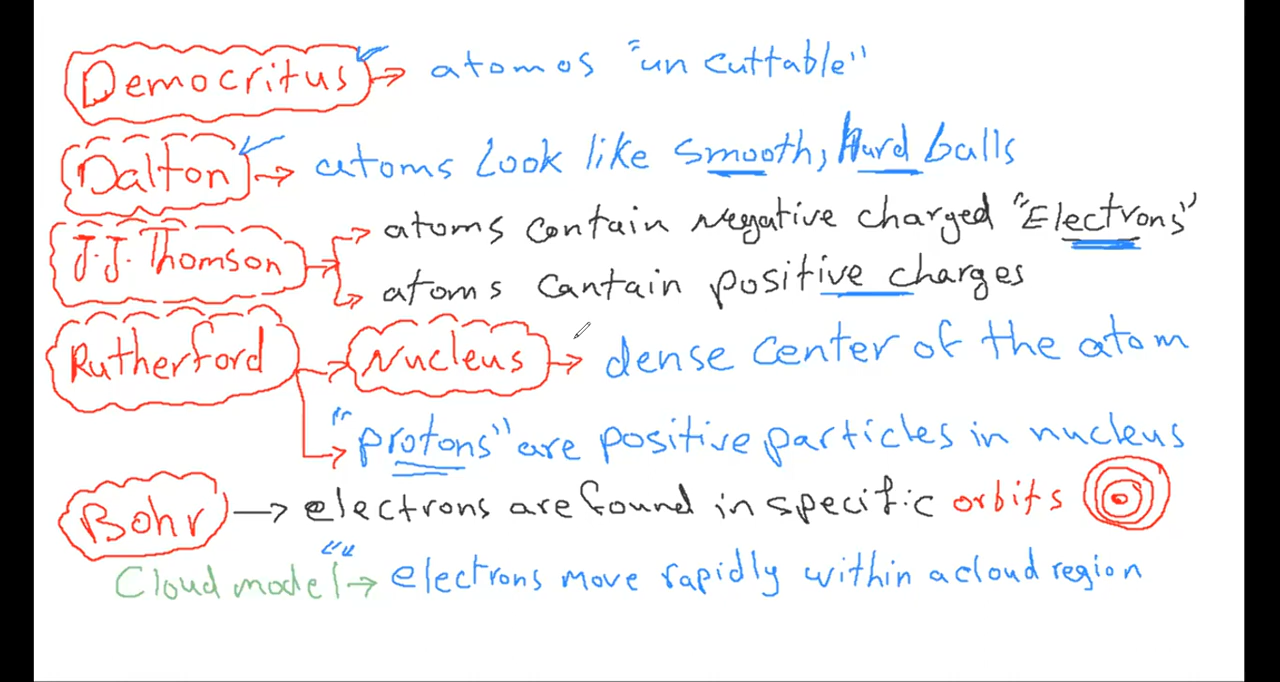 Democritus → atomos "un cuttable"
Dalton → atoms Look like smooth, Hard balls
J.J. Thomson → atoms contain Negative charged "Electrons"
→ atoms cantain positive charges
Rutherford → Nucleus → dense center of the atom
→ "protons" are positive particles in nucleus
Bohr → electrons are found in specific orbits
Cloud model → electrons move rapidly within a cloud region